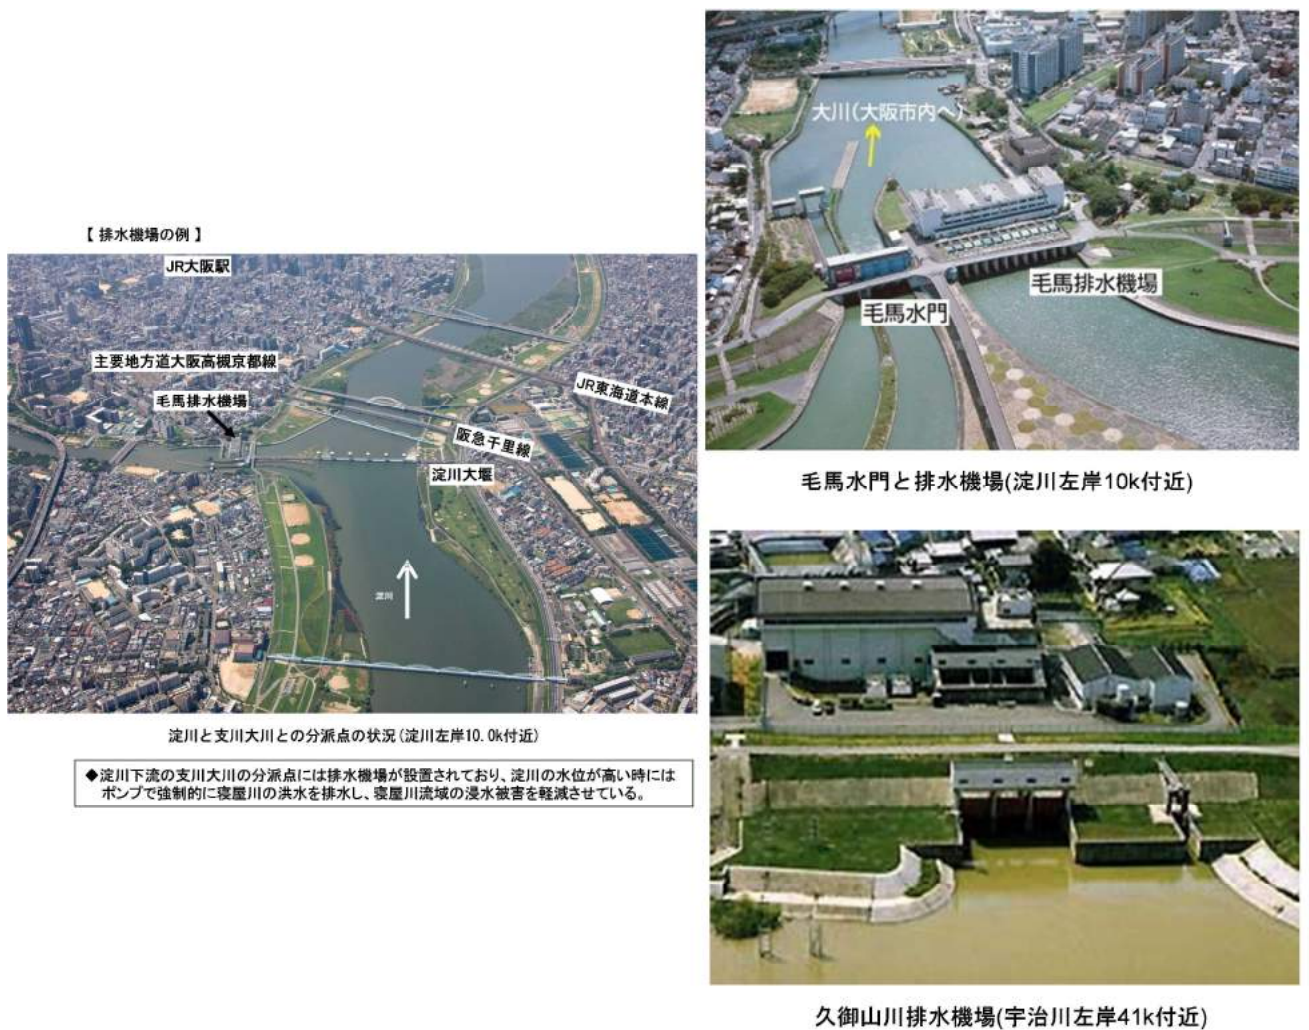 【 排水機場の例 】
JR大阪駅
主要地方道大阪高槻京都線
毛馬排水機場
JR東海道本線
阪急千里線
淀川大堰
淀川
淀川と支川大川との分派点の状況(淀川左岸10.0k付近)
◆淀川下流の支川大川の分派点には排水機場が設置されており、淀川の水位が高い時には
ポンプで強制的に寝屋川の洪水を排水し、寝屋川流域の浸水被害を軽減させている。
大川(大阪市内へ)
毛馬排水機場
毛馬水門
毛馬水門と排水機場(淀川左岸10k付近)
久御山川排水機場(宇治川左岸41k付近)